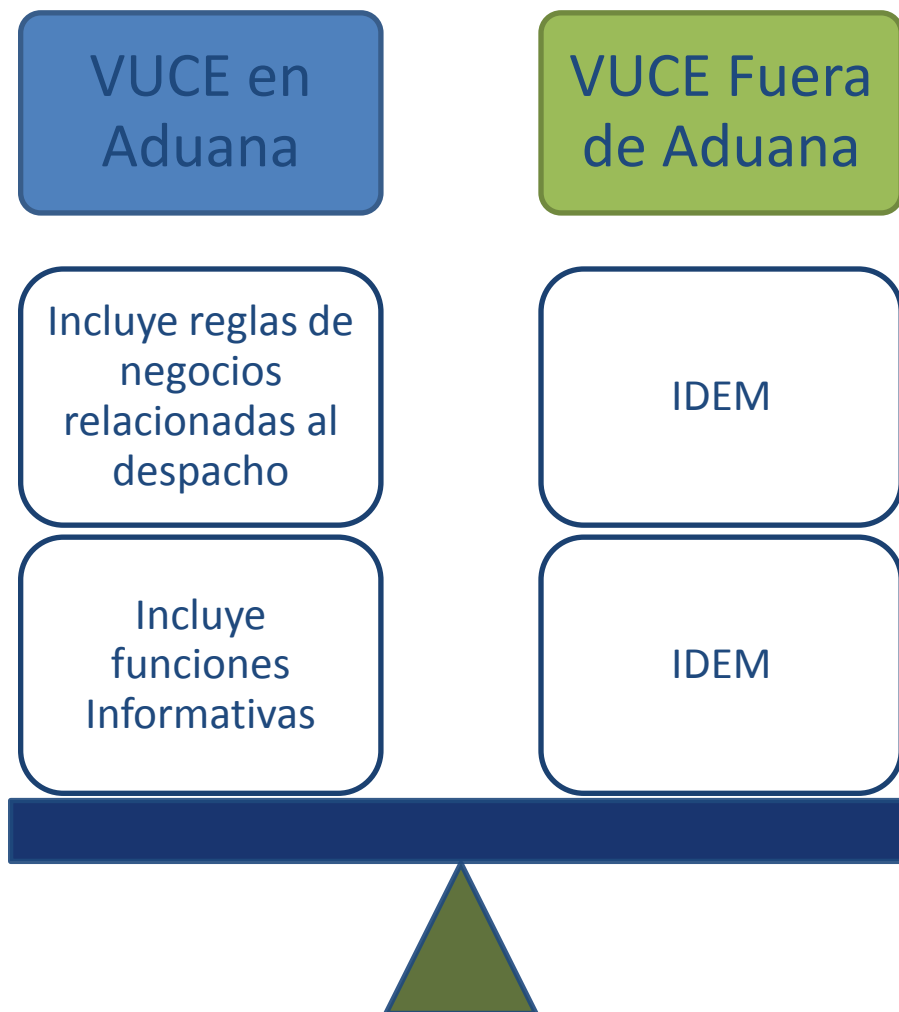 VUCE en
Aduana
VUCE Fuera
de Aduana
Incluye reglas de
negocios
relacionadas al
despacho
IDEM
Incluye
funciones
Informativas
IDEM